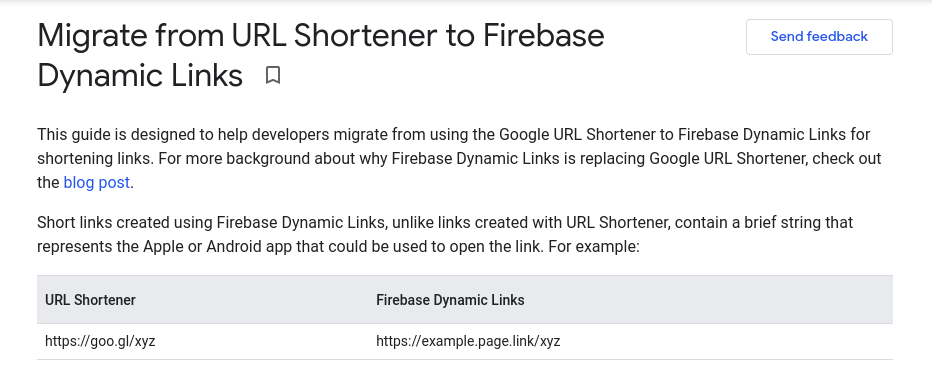 Migrate from URL Shortener to Firebase
Dynamic Links
Send feedback
This guide is designed to help developers migrate from using the Google URL Shortener to Firebase Dynamic Links for
shortening links. For more background about why Firebase Dynamic Links is replacing Google URL Shortener, check out
the blog post.
Short links created using Firebase Dynamic Links, unlike links created with URL Shortener, contain a brief string that
represents the Apple or Android app that could be used to open the link. For example:
URL Shortener Firebase Dynamic Links
https://goo.gl/xyz https://example.page.link/xyz